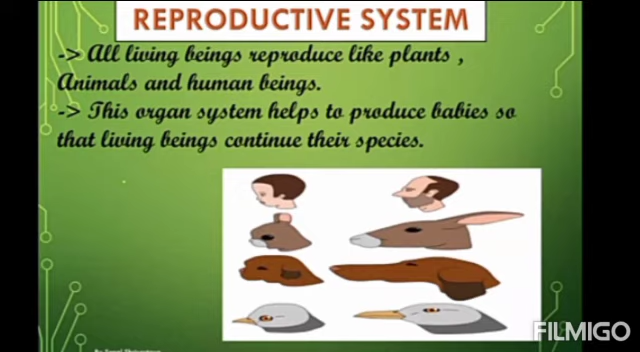 REPRODUCTIVE SYSTEM
-> All living beings reproduce like plants ,
Animals and human beings.
-> This organ system helps to produce babies so
that living beings continue their species.
FILMIGO